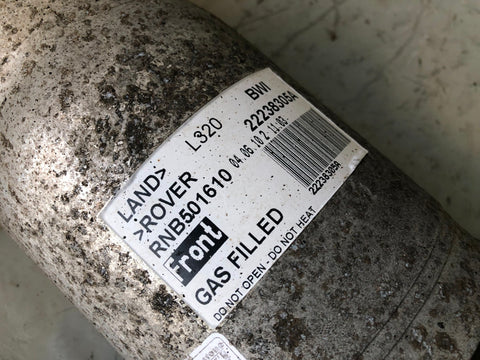 LAND>
>ROVER
L320
BWI
RNB501610
22238305A
04.06.10 2 11.03
Front
GAS FILLED
DO NOT OPEN - DO NOT HEAT
22238305A